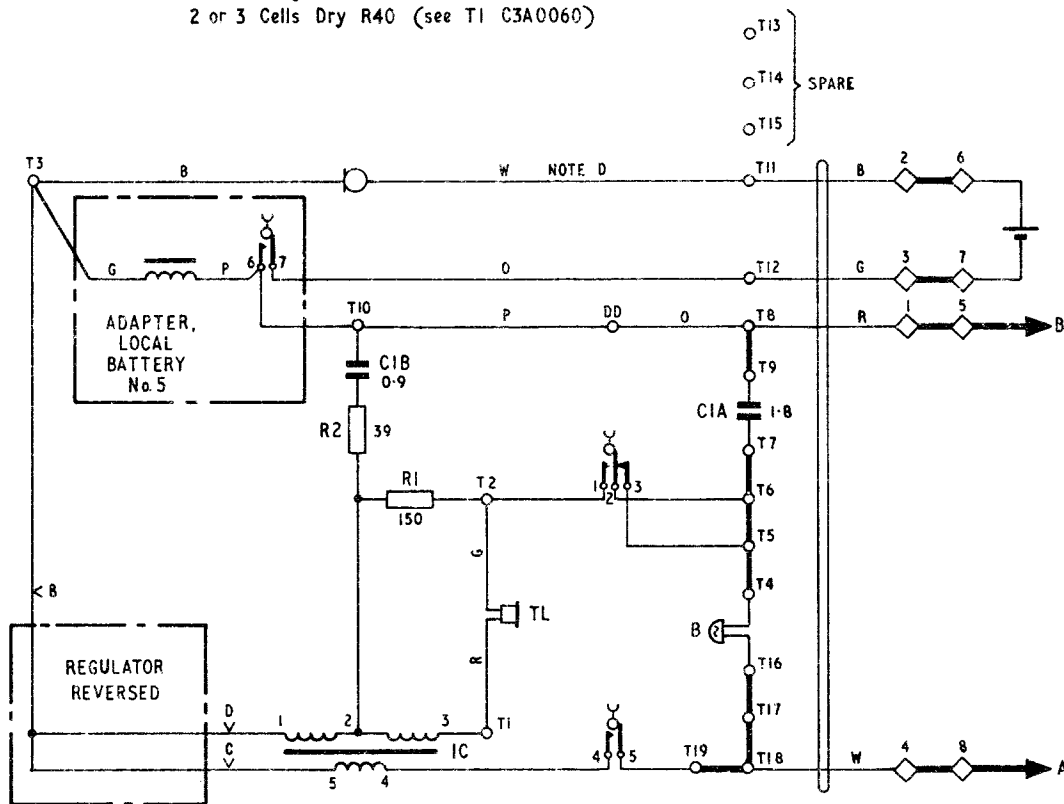 2 or 3 Cells Dry R40 (see TI C3A0060)
T13
T14
SPARE
T15
T3
B
W
NOTE D
T11
B
2
6
G
P
6
7
O
T12
G
3
7
ADAPTER,
LOCAL
BATTERY
No. 5
T10
P
DD
O
T8
R
1
5
B
C1B
0·9
T9
C1A
1·8
R2
39
T7
R1
150
T2
1
2
3
T6
G
T5
T4
B
TL
B
R
T16
REGULATOR
REVERSED
T17
D
1
2
3
T1
C
IC
5
4
4
5
T19
T18
W
4
8
A